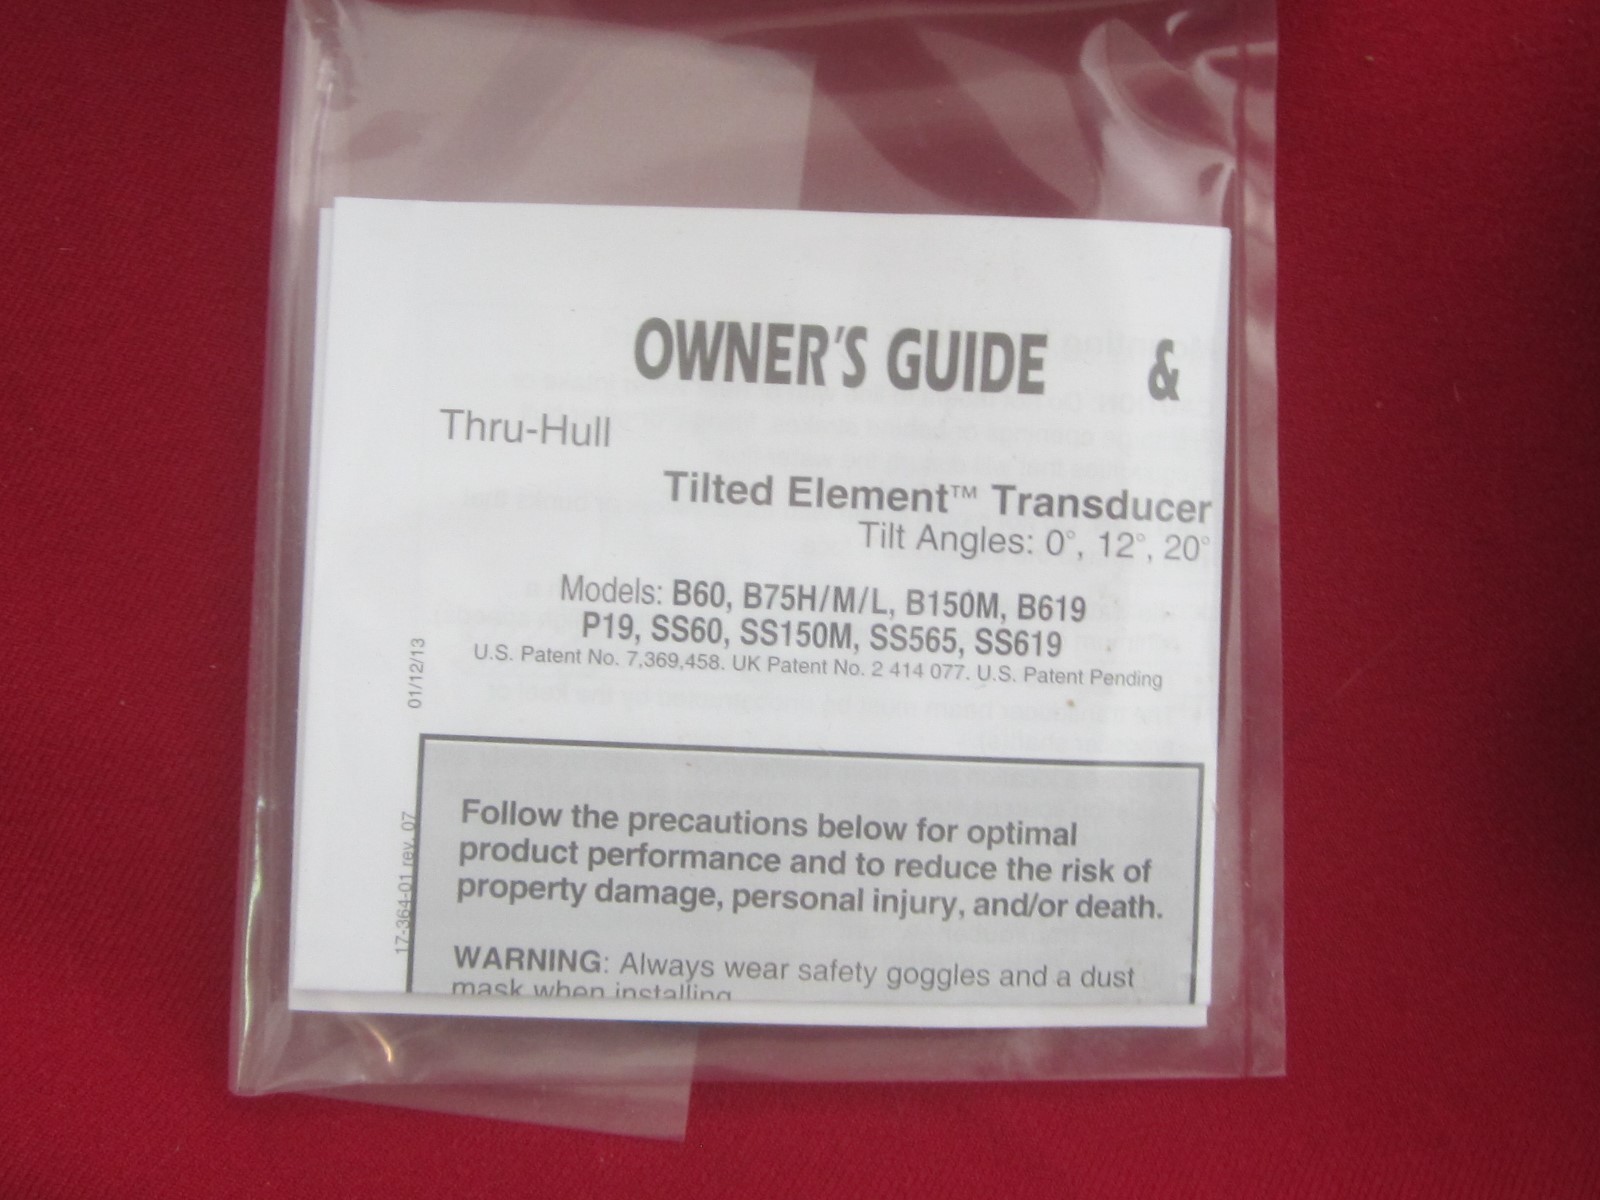 OWNER'S GUIDE &
Thru-Hull
Tilted Element™ Transducer
Tilt Angles: 0°, 12°, 20°
Models: B60, B75H/M/L, B150M, B619
P19, SS60, SS150M, SS565, SS619
U.S. Patent No. 7,369,458. UK Patent No. 2 414 077. U.S. Patent Pending
01/12/13
17-364-01 rev. 07
Follow the precautions below for optimal
product performance and to reduce the risk of
property damage, personal injury, and/or death.
WARNING: Always wear safety goggles and a dust
mask when installing